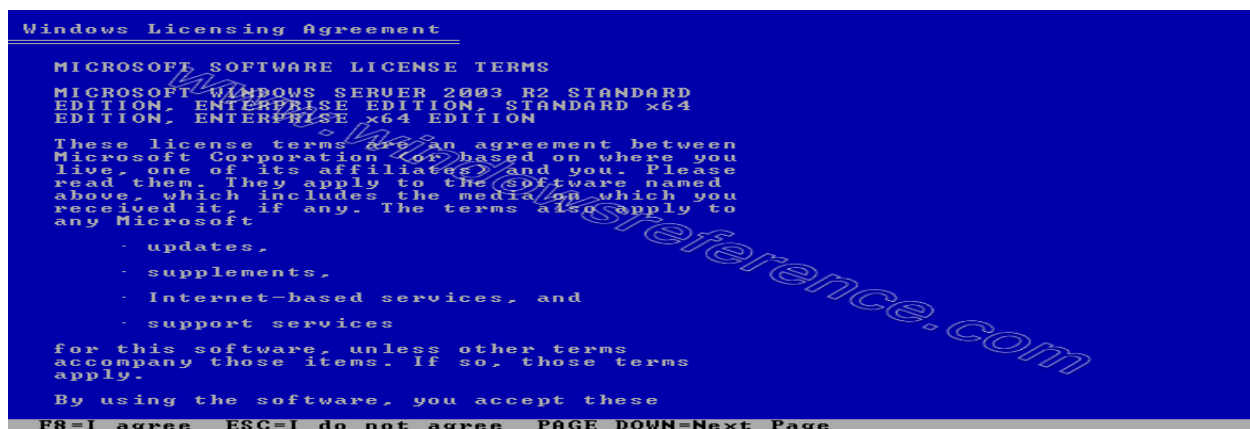 Windows Licensing Agreement
MICROSOFT SOFTWARE LICENSE TERMS
MICROSOFT WINDOWS SERVER 2003 R2 STANDARD
EDITION, ENTERPRISE EDITION, STANDARD x64
EDITION, ENTERPRISE x64 EDITION
These license terms are an agreement between
Microsoft Corporation (or based on where you
live, one of its affiliates) and you. Please
read them. They apply to the software named
above, which includes the media on which you
received it, if any. The terms also apply to
any Microsoft
· updates,
· supplements,
· Internet-based services, and
· support services
for this software, unless other terms
accompany those items. If so, those terms
apply.
By using the software, you accept these
F8=I agree ESC=I do not agree PAGE DOWN=Next Page
www.windowsreference.com